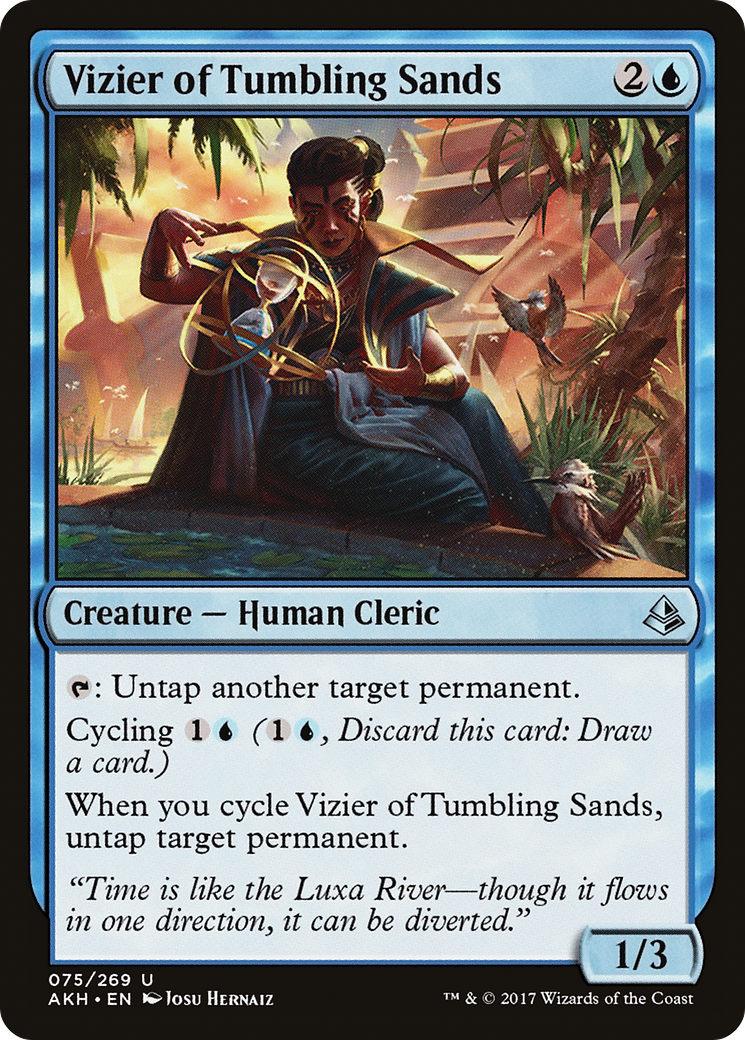 Vizier of Tumbling Sands 2
Creature — Human Cleric
: Untap another target permanent.
Cycling 1 (1, Discard this card: Draw
a card.)
When you cycle Vizier of Tumbling Sands,
untap target permanent.
“Time is like the Luxa River—though it flows
in one direction, it can be diverted.”
1/3
075/269 U
AKH • EN Josu Hernaiz
™ & © 2017 Wizards of the Coast